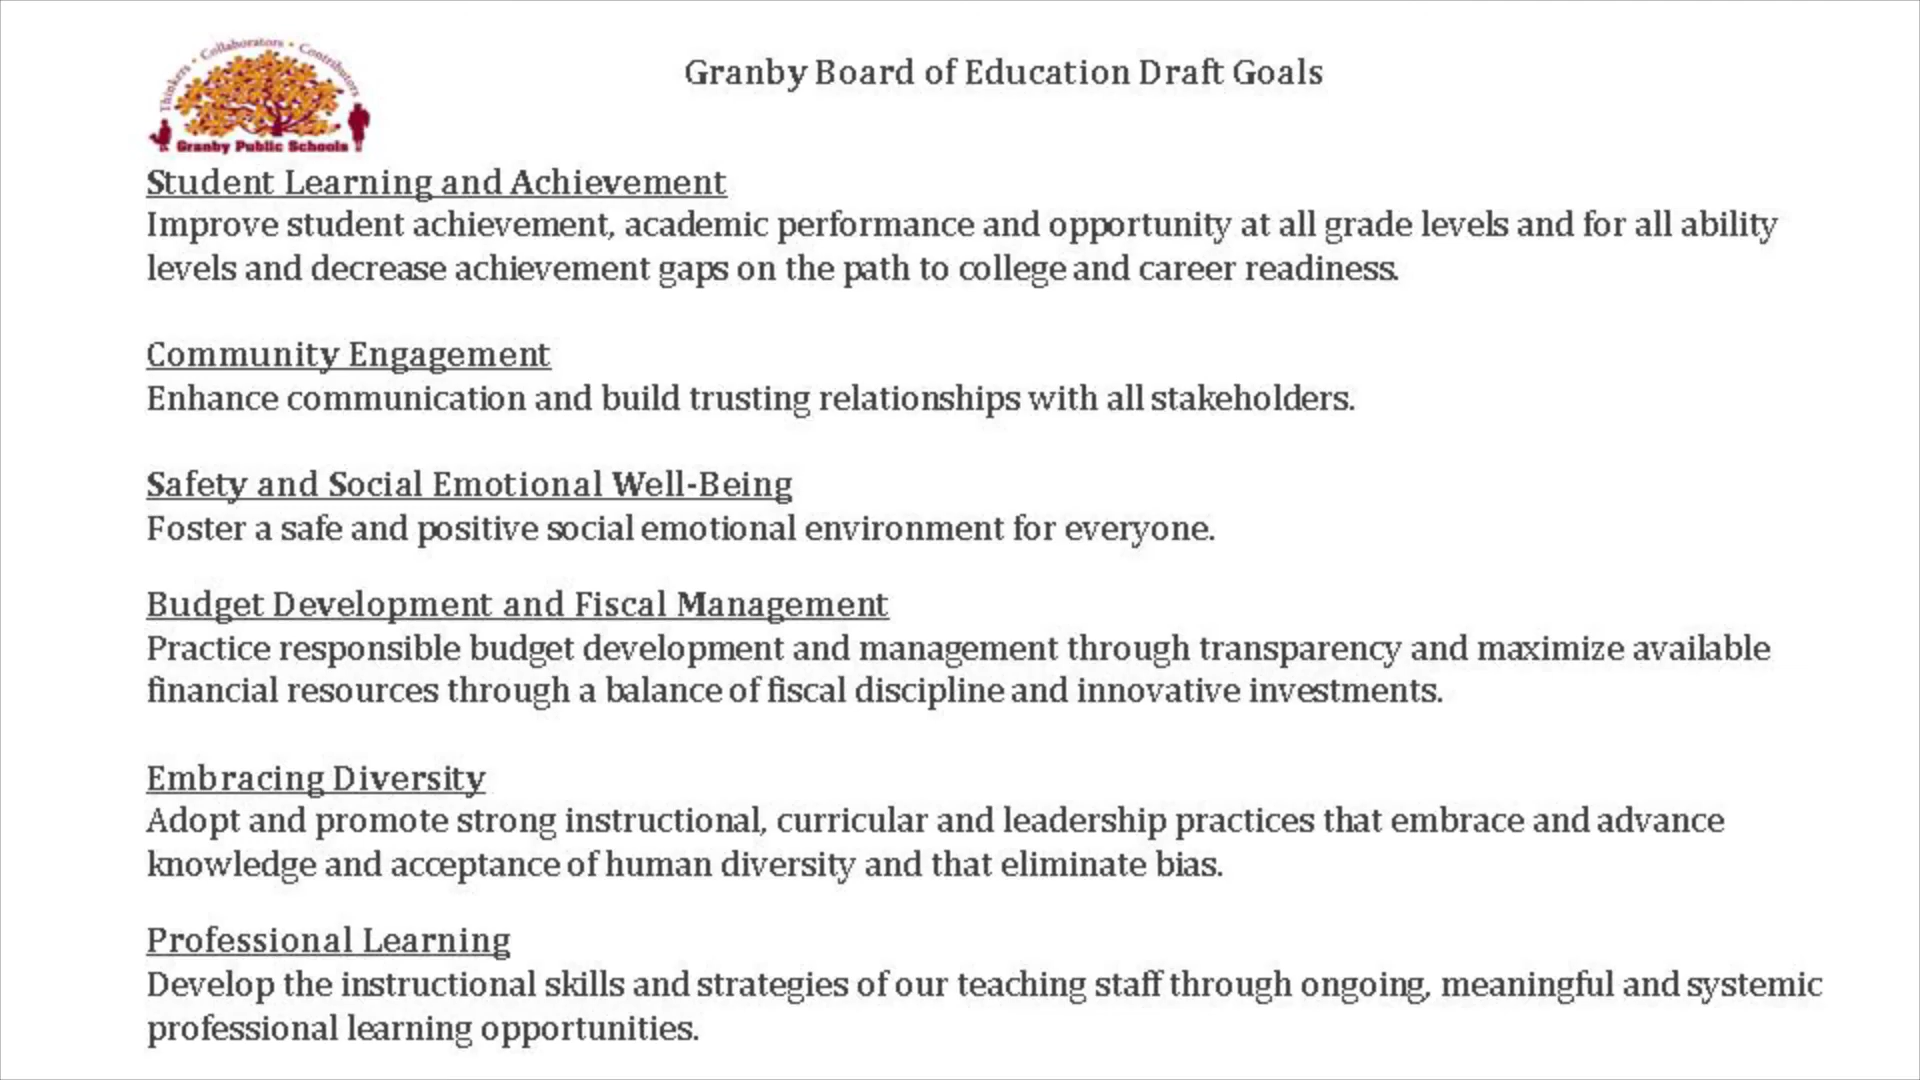 Thinkers • Collaborators • Contributors
Granby Public Schools
Granby Board of Education Draft Goals
Student Learning and Achievement
Improve student achievement, academic performance and opportunity at all grade levels and for all ability
levels and decrease achievement gaps on the path to college and career readiness.
Community Engagement
Enhance communication and build trusting relationships with all stakeholders.
Safety and Social Emotional Well-Being
Foster a safe and positive social emotional environment for everyone.
Budget Development and Fiscal Management
Practice responsible budget development and management through transparency and maximize available
financial resources through a balance of fiscal discipline and innovative investments.
Embracing Diversity
Adopt and promote strong instructional, curricular and leadership practices that embrace and advance
knowledge and acceptance of human diversity and that eliminate bias.
Professional Learning
Develop the instructional skills and strategies of our teaching staff through ongoing, meaningful and systemic
professional learning opportunities.